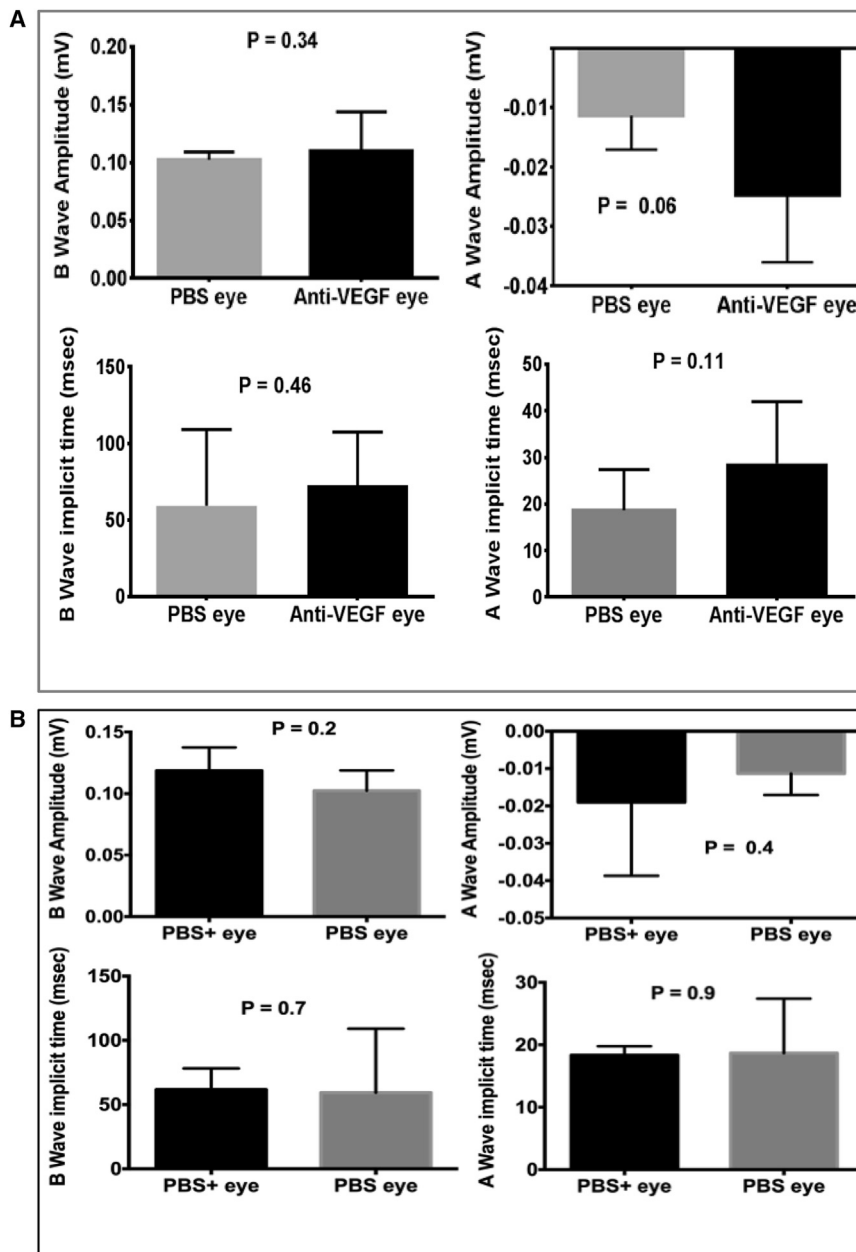 A
B Wave Amplitude (mV)
P = 0.34
0.20
0.15
0.10
0.05
0.00
PBS eye Anti-VEGF eye
A Wave Amplitude (mV)
-0.01
-0.02
-0.03
-0.04
P = 0.06
PBS eye Anti-VEGF eye
B Wave implicit time (msec)
150
100
50
0
P = 0.46
PBS eye Anti-VEGF eye
A Wave implicit time (msec)
50
40
30
20
10
0
P = 0.11
PBS eye Anti-VEGF eye
B
B Wave Amplitude (mV)
0.15
0.10
0.05
0.00
P = 0.2
PBS+ eye PBS eye
A Wave Amplitude (mV)
0.00
-0.01
-0.02
-0.03
-0.04
-0.05
P = 0.4
PBS+ eye PBS eye
B Wave implicit time (msec)
150
100
50
0
P = 0.7
PBS+ eye PBS eye
A Wave implicit time (msec)
30
20
10
0
P = 0.9
PBS+ eye PBS eye